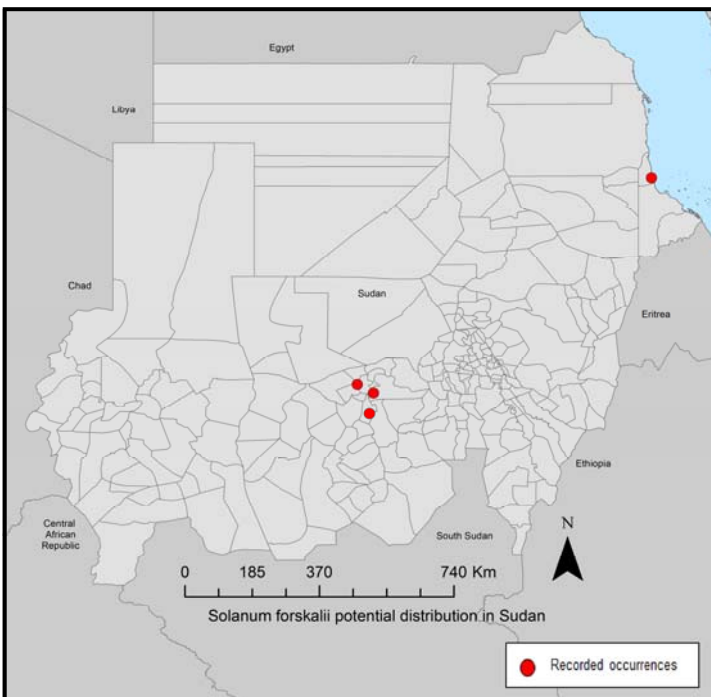 Egypt
Libya
Chad
Sudan
Eritrea
Ethiopia
Central
African
Republic
South Sudan
N
0 185 370 740 Km
Solanum forskalii potential distribution in Sudan
Recorded occurrences